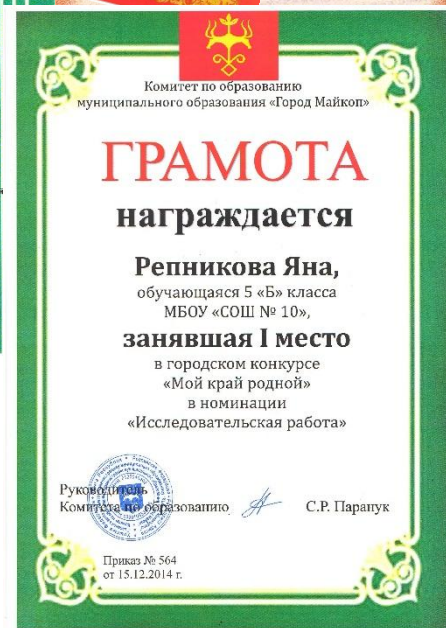 Комитет по образованию
муниципального образования «Город Майкоп»
ГРАМОТА
награждается
Репникова Яна,
обучающаяся 5 «Б» класса
МБОУ «СОШ № 10»,
занявшая I место
в городском конкурсе
«Мой край родной»
в номинации
«Исследовательская работа»
Руководитель
Комитета по образованию С.Р. Паранук
Приказ № 564
от 15.12.2014 г.